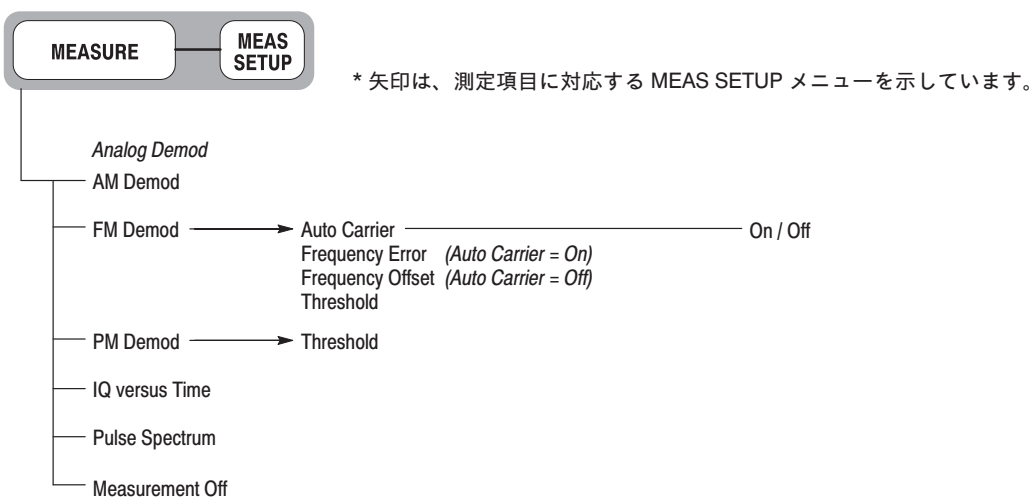 MEASURE
MEAS
SETUP
* 矢印は、測定項目に対応する MEAS SETUP メニューを示しています。
Analog Demod
AM Demod
FM Demod
Auto Carrier
On / Off
Frequency Error (Auto Carrier = On)
Frequency Offset (Auto Carrier = Off)
Threshold
PM Demod
Threshold
IQ versus Time
Pulse Spectrum
Measurement Off